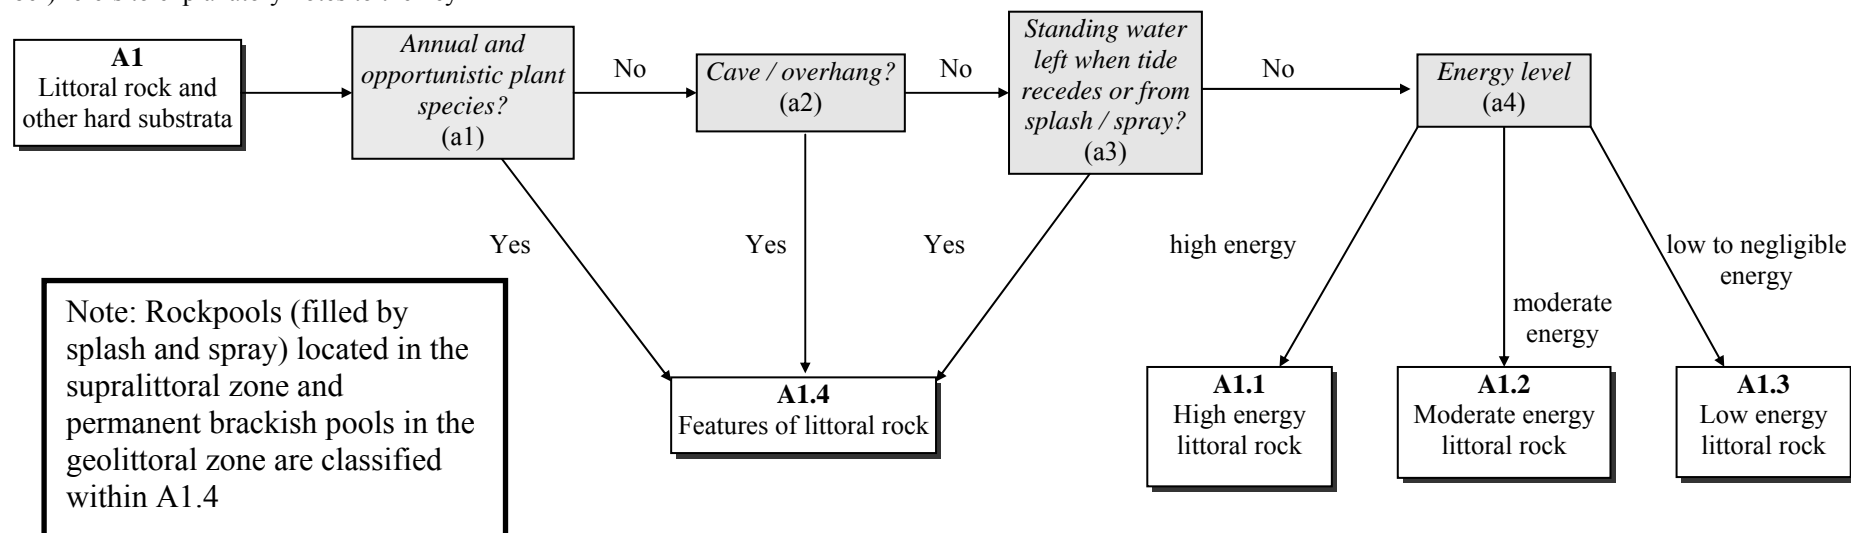 A1
Littoral rock and
other hard substrata
Annual and
opportunistic plant
species?
(a1)
No
Cave / overhang?
(a2)
No
Standing water
left when tide
recedes or from
splash / spray?
(a3)
No
Energy level
(a4)
Yes
Yes
Yes
high energy
moderate
energy
low to negligible
energy
Note: Rockpools (filled by
splash and spray) located in the
supralittoral zone and
permanent brackish pools in the
geolittoral zone are classified
within A1.4
A1.4
Features of littoral rock
A1.1
High energy
littoral rock
A1.2
Moderate energy
littoral rock
A1.3
Low energy
littoral rock